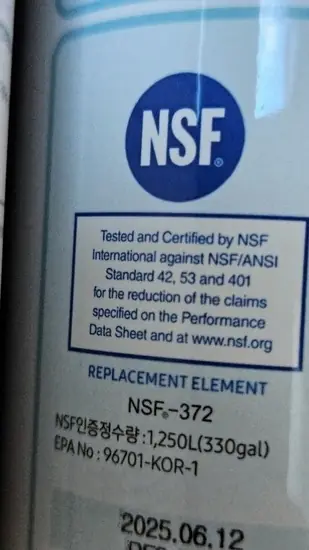 NSF®
Tested and Certified by NSF
International against NSF/ANSI
Standard 42, 53 and 401
for the reduction of the claims
specified on the Performance
Data Sheet and at www.nsf.org
REPLACEMENT ELEMENT
NSF®-372
NSF인증정수량 : 1,250L(330gal)
EPA No : 96701-KOR-1
2025.06.12